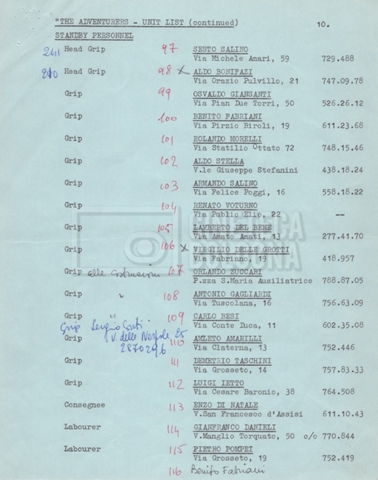 "THE ADVENTURERS - UNIT LIST (continued) 10.
STANDBY PERSONNEL
Head Grip 97 SESTO SALINO
Via Michele Amari, 59 729.488
Head Grip 98 x ALDO BONIFAZI
Via Orazio Pulvillo, 21 747.09.78
Grip 99 OSVALDO GIANSANTI
Via Pian Due Torri, 50 526.26.12
Grip 100 BENITO FABRIANI
Via Pirzio Biroli, 19 611.23.68
Grip 101 ROLANDO MORELLI
Via Statilio Ottato 72 748.15.46
Grip 102 ALDO STELLA
V.le Giuseppe Stefanini 438.18.24
Grip 103 ARMANDO SALINO
Via Felice Poggi, 16 558.18.22
Grip 104 RENATO VOTURNO
Via Publio Elio, 22 --
Grip 105 LAMBERTO DEL BENE
Via Amato Amati, 13 277.41.70
Grip 106 x VIRGILIO DELLE GROTTI
Via Fabriano, 19 418.957
Grip alle Costruzioni 107 ORLANDO ZUCCARI
P.zza S.Maria Ausiliatrice 788.87.05
Grip " 108 ANTONIO GAGLIARDI
Via Tuscolana, 16 756.63.09
Grip " 109 CARLO RESI
Via Conte Duca, 11 602.35.08
Grip Sergio Conti
V. delle Nespole 25
287026
Grip 110 AMLETO AMARILLI
Via Claterna, 13 752.446
Grip 111 DEMETRIO TASCHINI
Via Grosseto, 14 757.83.33
Grip 112 LUIGI IETTO
Via Cesare Baronio, 38 764.508
Consegnee 113 ENZO DI NATALE
V.San Francesco d'Assisi 611.10.43
Labourer 114 GIANFRANCO DANIELI
V.Manglio Torquato, 50 c/o 770.844
Labourer 115 PIETRO POMPEI
Via Grosseto, 19 752.419
116 Benito Fabiani